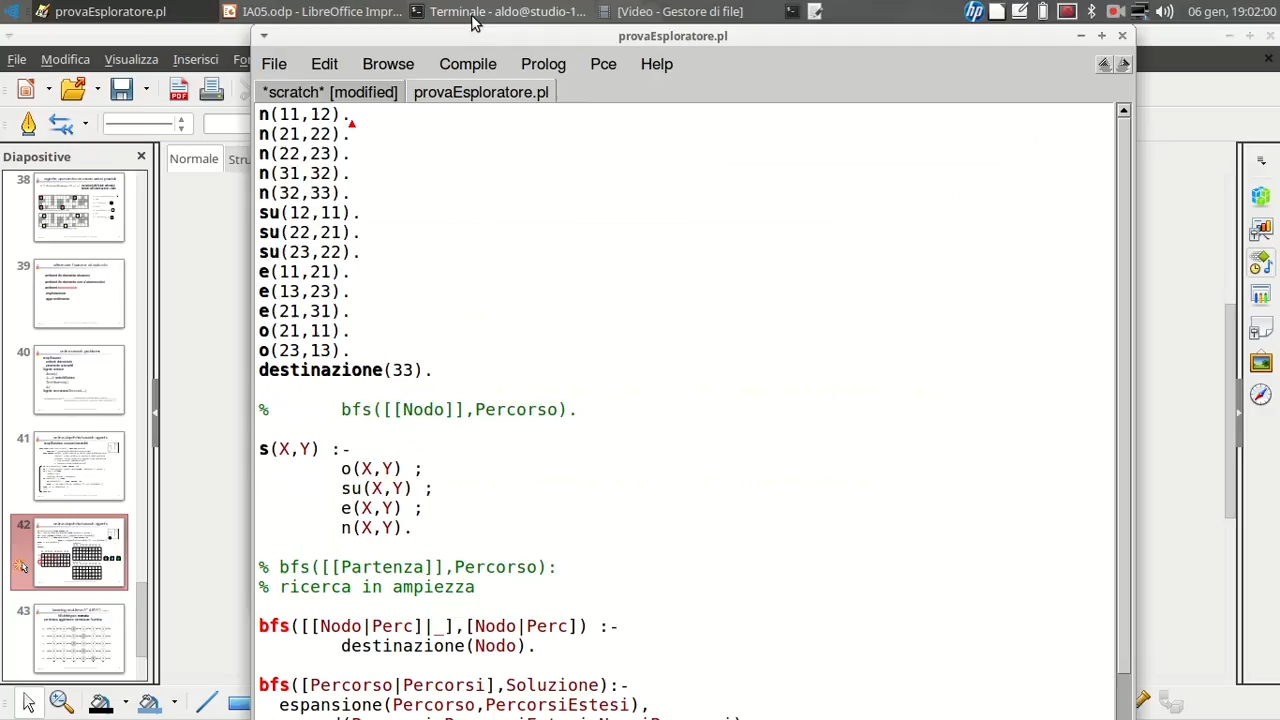 provaEsploratore.pl
IA05.odp - LibreOffice Impr...
Terminale - aldo@studio-1...
[Video - Gestore di file]
06 gen, 19:02:00
provaEsploratore.pl
File Modifica Visualizza Inserisci Fo
File Edit Browse Compile Prolog Pce Help
*scratch* [modified] provaEsploratore.pl
Diapositive
Normale Stru
38
39
40
41
42
43
n(11,12).
n(21,22).
n(22,23).
n(31,32).
n(32,33).
su(12,11).
su(22,21).
su(23,22).
e(11,21).
e(13,23).
e(21,31).
o(21,11).
o(23,13).
destinazione(33).
% bfs([[Nodo]],Percorso).
s(X,Y) :-
o(X,Y) ;
su(X,Y) ;
e(X,Y) ;
n(X,Y).
% bfs([[Partenza]],Percorso):
% ricerca in ampiezza
bfs([[Nodo|Perc]|_],[Nodo|Perc]) :-
destinazione(Nodo).
bfs([Percorso|Percorsi],Soluzione):-
espansione(Percorso,PercorsiEstesi),